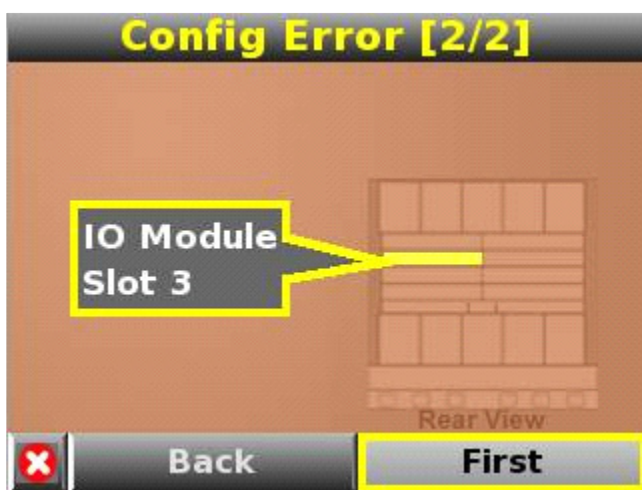 Config Error [2/2]
IO Module
Slot 3
Rear View
Back
First